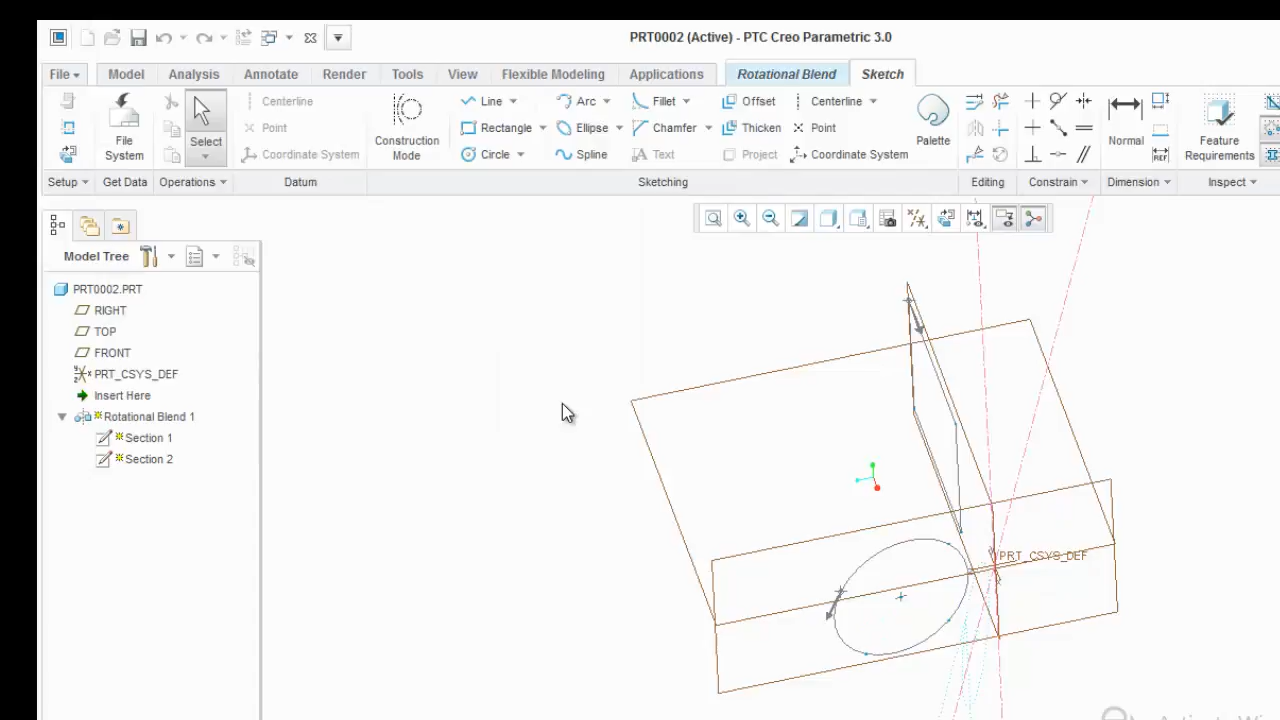 PRT0002 (Active) - PTC Creo Parametric 3.0
File Model Analysis Annotate Render Tools View Flexible Modeling Applications Rotational Blend Sketch
Centerline Line Arc Fillet Offset Centerline
Point Rectangle Ellipse Chamfer Thicken Point
Coordinate System Circle Spline Text Project Coordinate System
File System
Select
Construction Mode
Palette
Normal
Feature Requirements
Setup Get Data Operations Datum Sketching Editing Constrain Dimension Inspect
Model Tree
PRT0002.PRT
RIGHT
TOP
FRONT
PRT_CSYS_DEF
Insert Here
Rotational Blend 1
Section 1
Section 2
PRT_CSYS_DEF